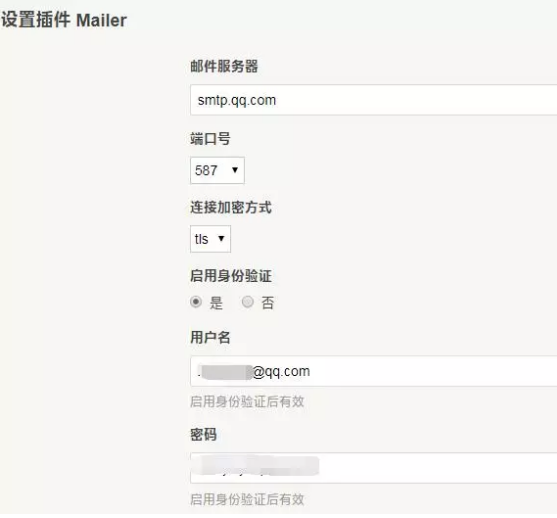 设置插件 Mailer
邮件服务器
smtp.qq.com
端口号
587
连接加密方式
tls
启用身份验证
是 否
用户名
@qq.com
启用身份验证后有效
密码
启用身份验证后有效